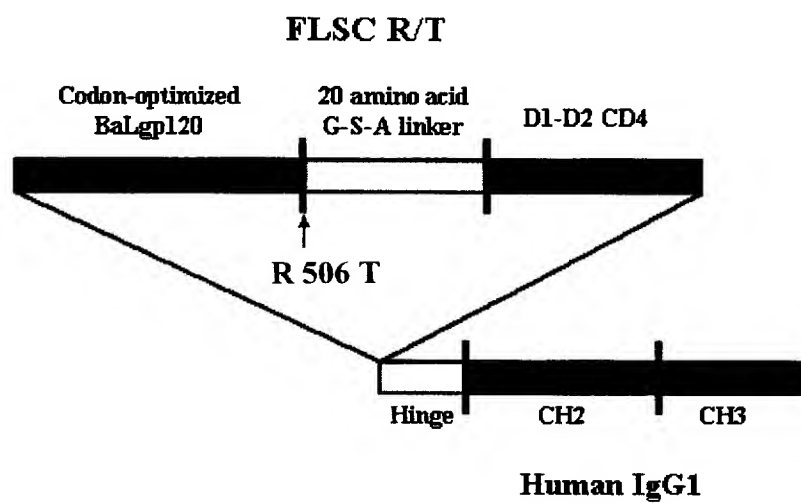 FLSC R/T
Codon-optimized
BaLgp120
20 amino acid
G-S-A linker
D1-D2 CD4
R 506 T
Hinge
CH2
CH3
Human IgG1